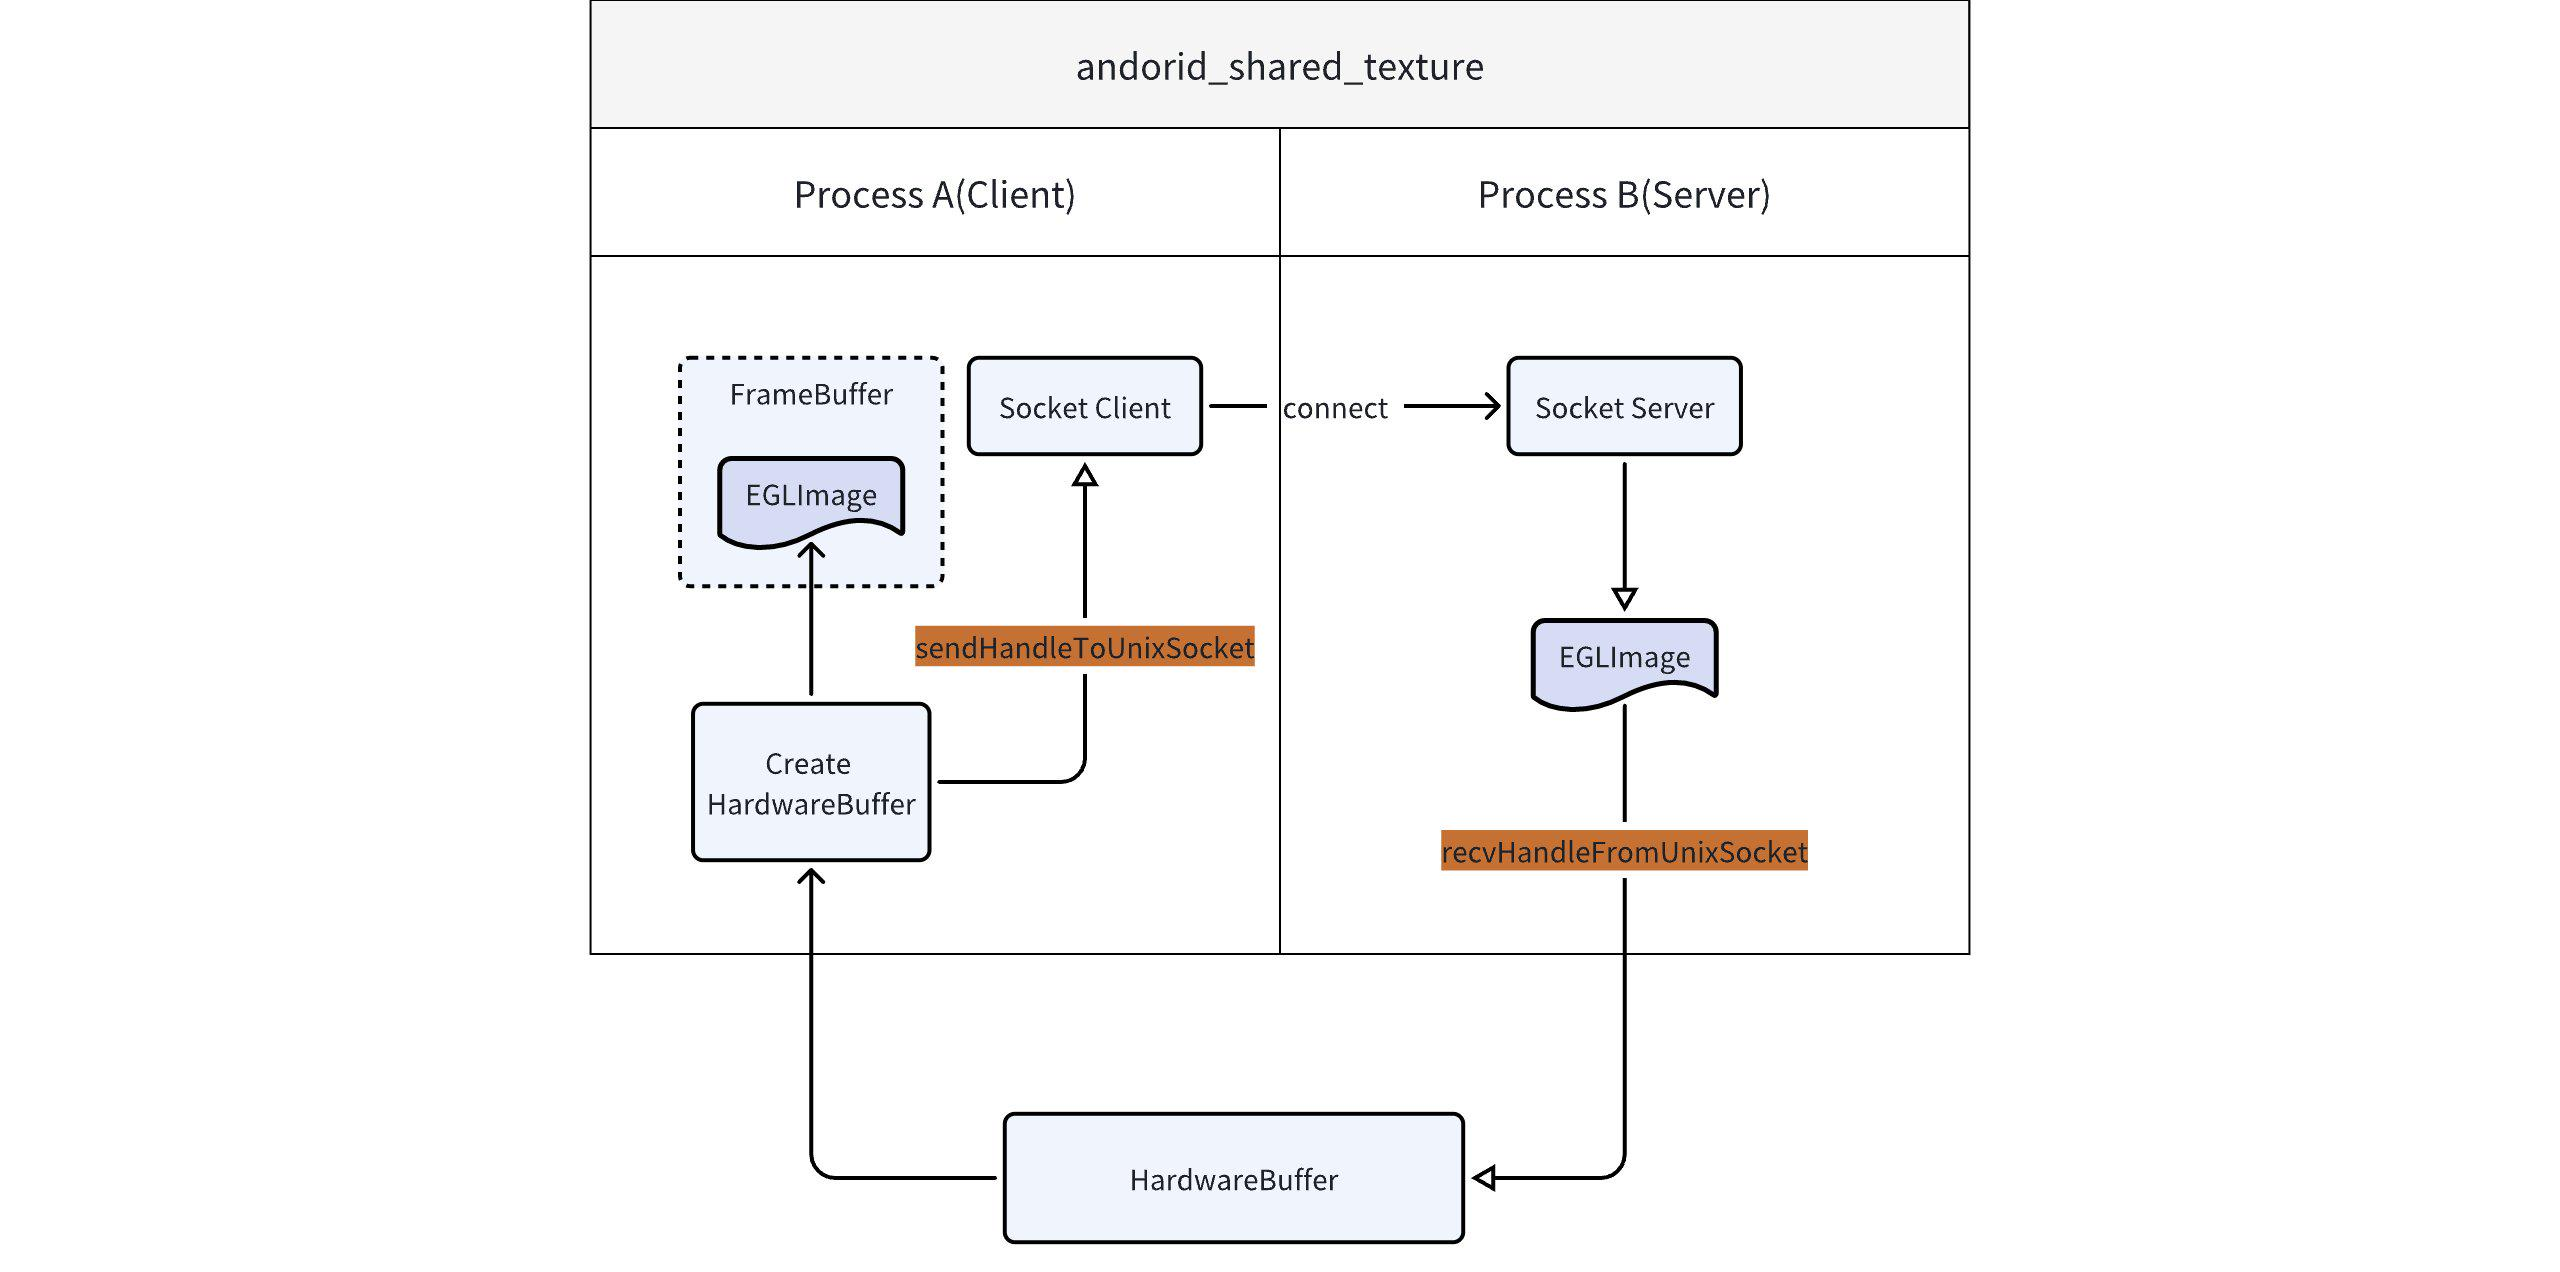 andorid_shared_texture
Process A(Client)
Process B(Server)
FrameBuffer
EGLImage
Socket Client
connect
Socket Server
sendHandleToUnixSocket
EGLImage
Create
HardwareBuffer
recvHandleFromUnixSocket
HardwareBuffer